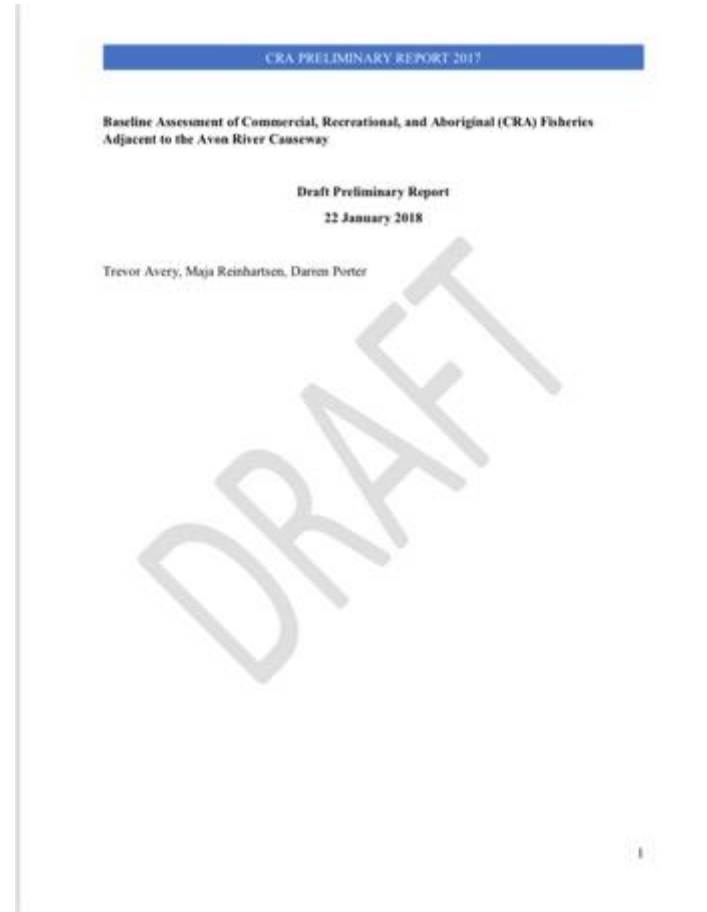 CRA PRELIMINARY REPORT 2017
Baseline Assessment of Commercial, Recreational, and Aboriginal (CRA) Fisheries
Adjacent to the Avon River Causeway
Draft Preliminary Report
22 January 2018
Trevor Avery, Maja Reinhartsen, Darren Porter
DRAFT
1